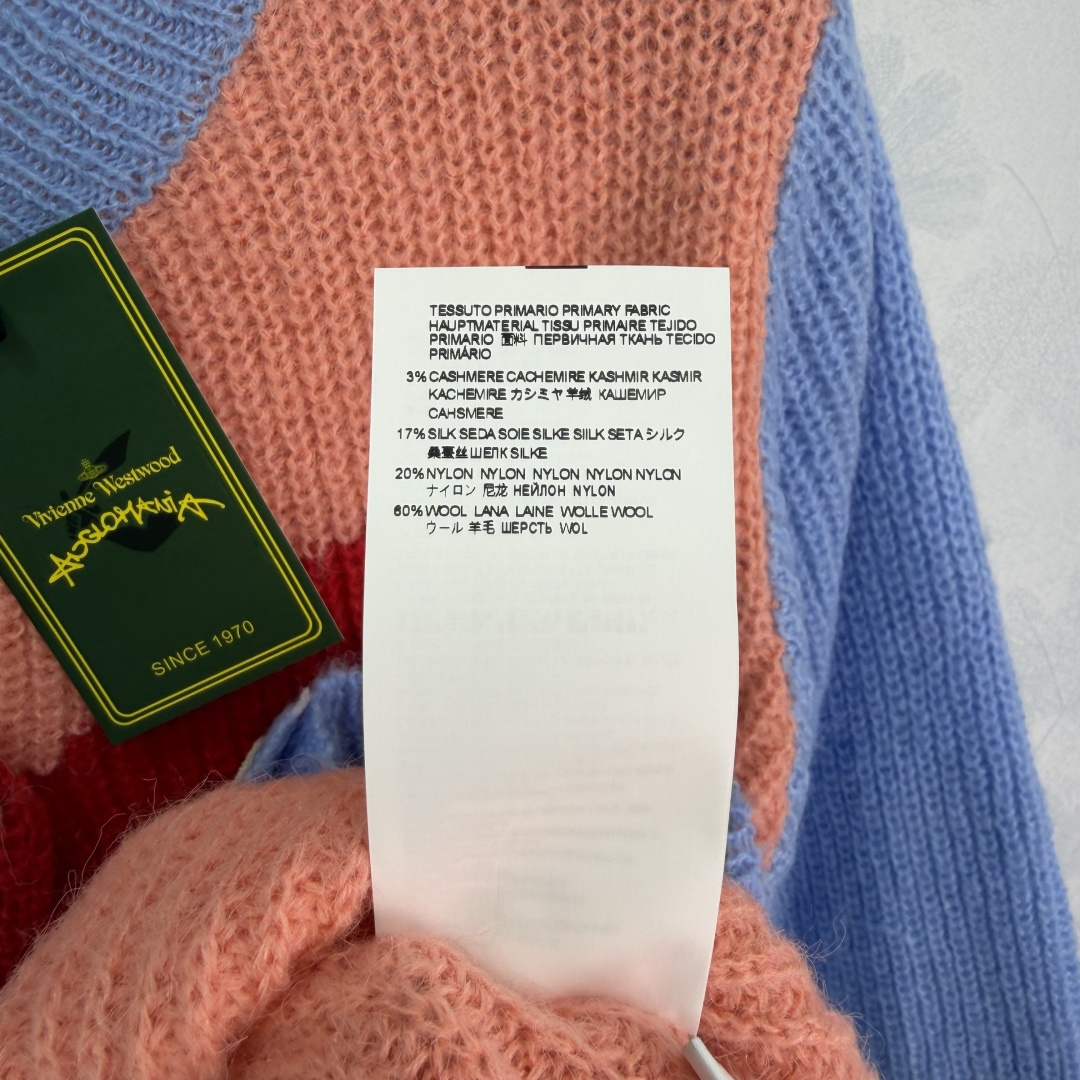 Vivienne Westwood
ANGLOMANIA
SINCE 1970
TESSUTO PRIMARIO PRIMARY FABRIC
HAUPTMATERIAL TISSU PRIMAIRE TEJIDO
PRIMARIO 面料 ПЕРВИЧНАЯ ТКАНЬ TECIDO
PRIMÁRIO
3% CASHMERE CACHEMIRE KASHMIR KASMIR
KACHEMIRE カシミヤ 羊绒 КАШЕМИР
CAHSMERE
17% SILK SEDA SOIE SILKE SIILK SETA シルク
桑蚕丝 ШЕЛК SILKE
20% NYLON NYLON NYLON NYLON NYLON
ナイロン 尼龙 НЕЙЛОН NYLON
60% WOOL LANA LAINE WOLLE WOOL
ウール 羊毛 ШЕРСТЬ WOL